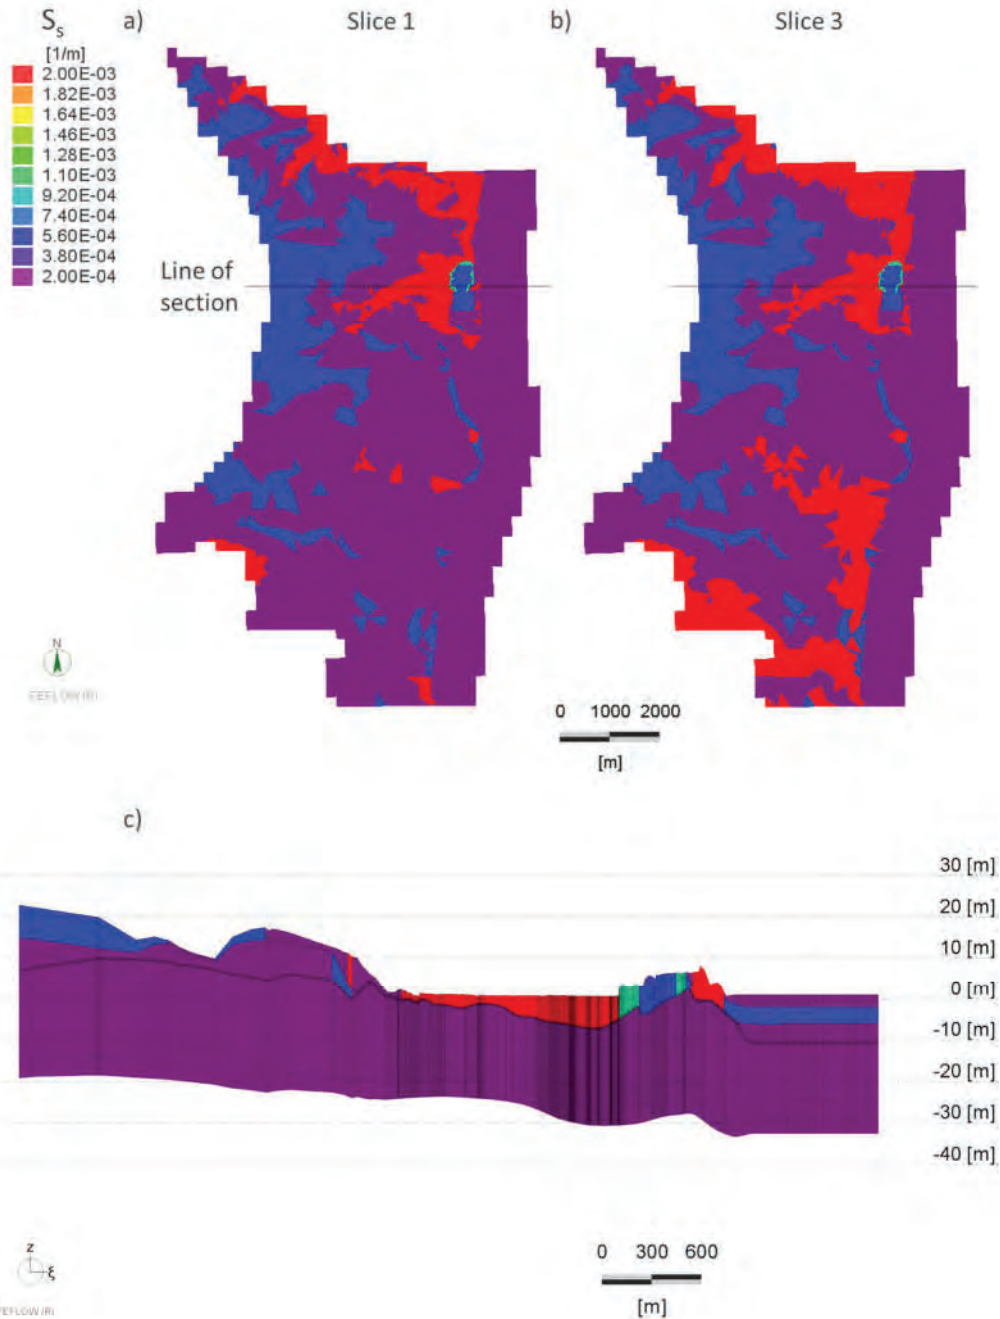 S_s a) Slice 1 b) Slice 3
[1/m]
2.00E-03
1.82E-03
1.64E-03
1.46E-03
1.28E-03
1.10E-03
9.20E-04
7.40E-04
5.60E-04
3.80E-04
2.00E-04
Line of
section
N
FEFLOW (R)
0 1000 2000
[m]
c)
30 [m]
20 [m]
10 [m]
0 [m]
-10 [m]
-20 [m]
-30 [m]
-40 [m]
z
ξ
0 300 600
[m]
FEFLOW (R)